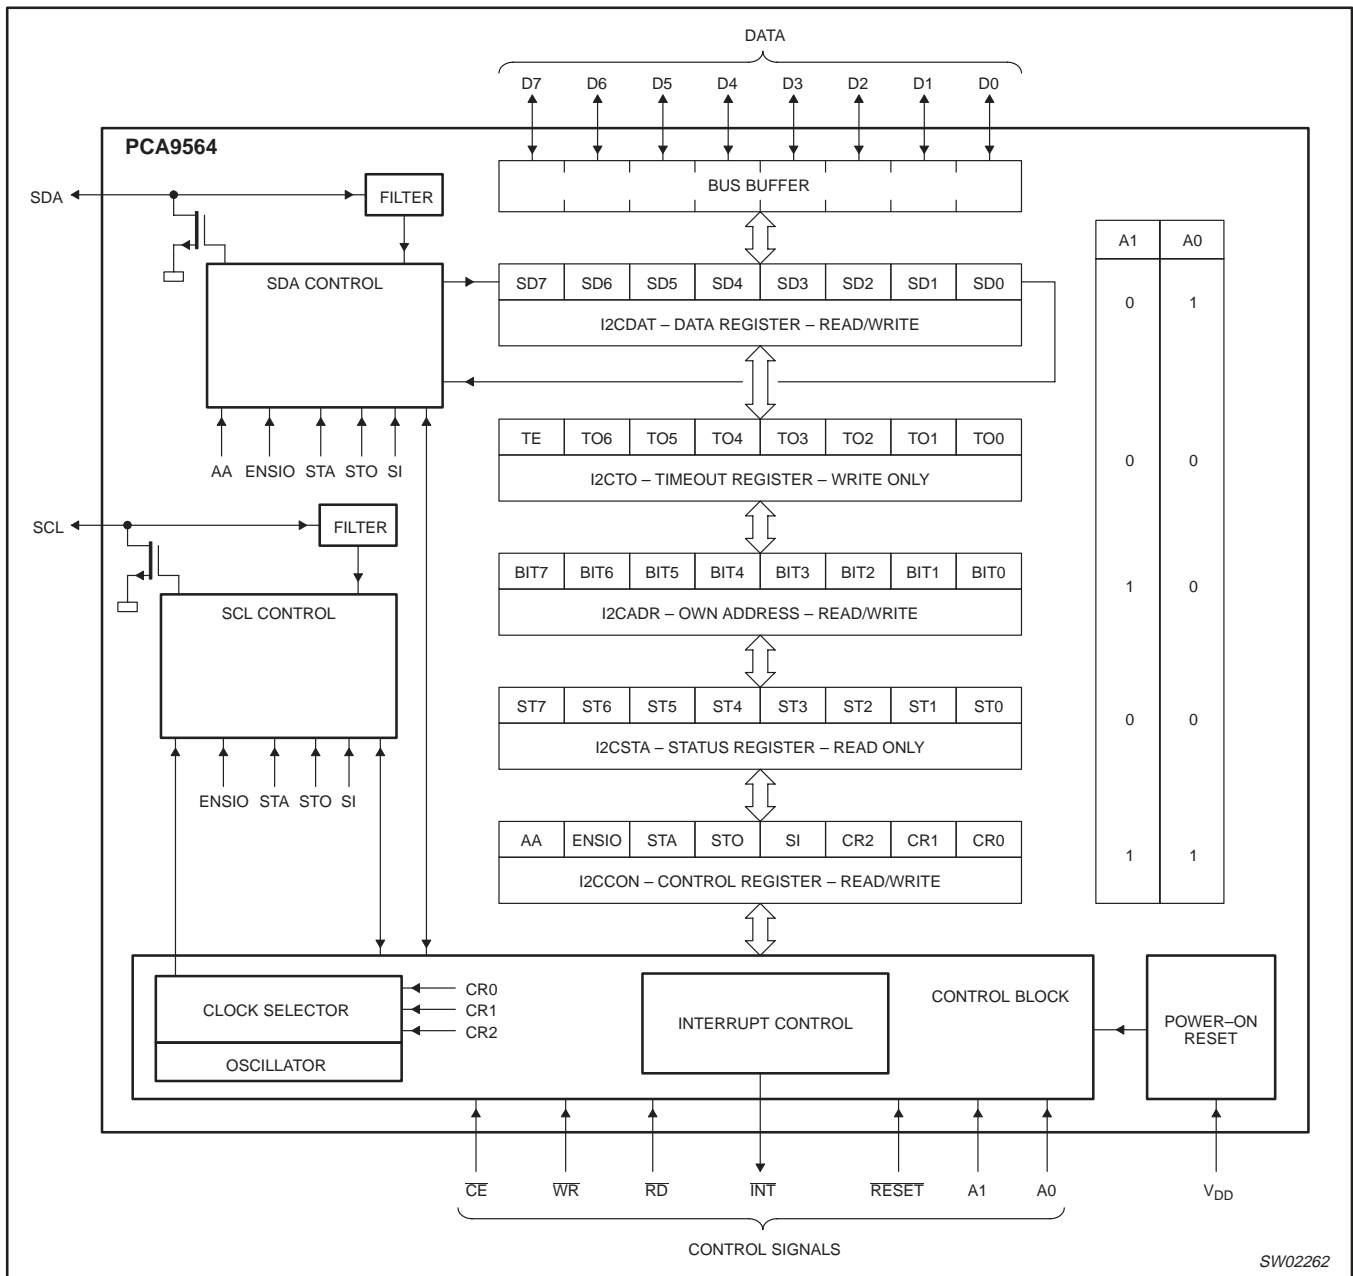 DATA
D7 D6 D5 D4 D3 D2 D1 D0
PCA9564
SDA
FILTER
BUS BUFFER
A1 A0
SDA CONTROL
SD7 SD6 SD5 SD4 SD3 SD2 SD1 SD0
I2CDAT – DATA REGISTER – READ/WRITE
0 1
AA ENSIO STA STO SI
TE TO6 TO5 TO4 TO3 TO2 TO1 TO0
I2CTO – TIMEOUT REGISTER – WRITE ONLY
0 0
SCL
FILTER
BIT7 BIT6 BIT5 BIT4 BIT3 BIT2 BIT1 BIT0
I2CADR – OWN ADDRESS – READ/WRITE
1 0
SCL CONTROL
ST7 ST6 ST5 ST4 ST3 ST2 ST1 ST0
I2CSTA – STATUS REGISTER – READ ONLY
0 0
ENSIO STA STO SI
AA ENSIO STA STO SI CR2 CR1 CR0
I2CCON – CONTROL REGISTER – READ/WRITE
1 1
CLOCK SELECTOR
OSCILLATOR
CR0
CR1
CR2
INTERRUPT CONTROL
CONTROL BLOCK
POWER–ON
RESET
CE WR RD INT RESET A1 A0 VDD
CONTROL SIGNALS
SW02262